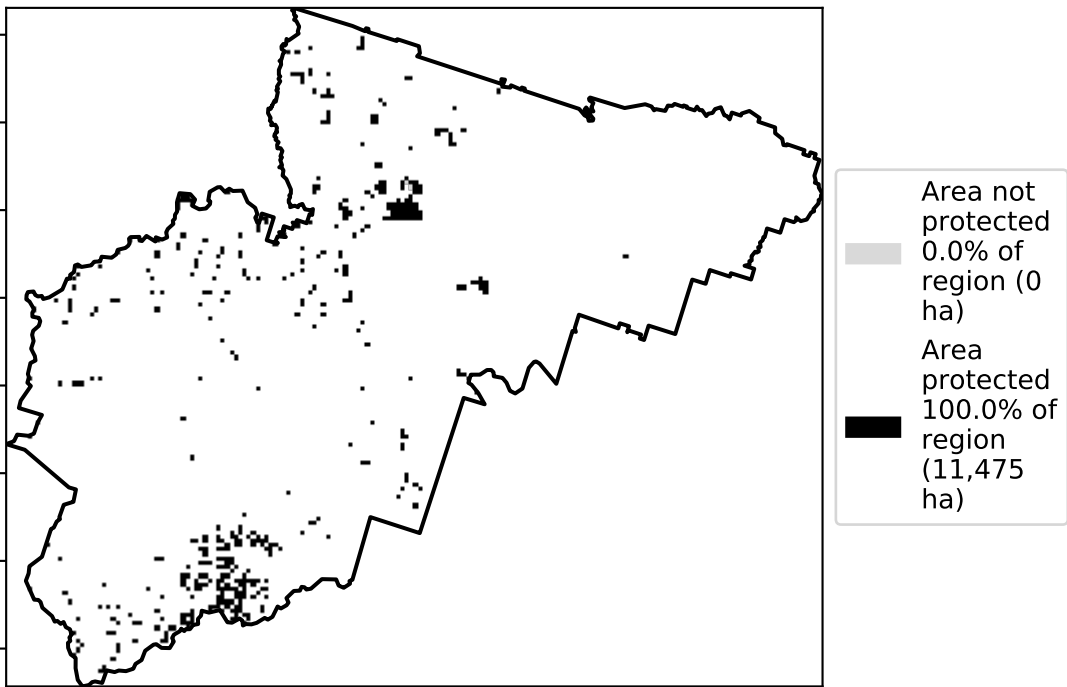 Area not
protected
0.0% of
region (0
ha)
Area
protected
100.0% of
region
(11,475
ha)